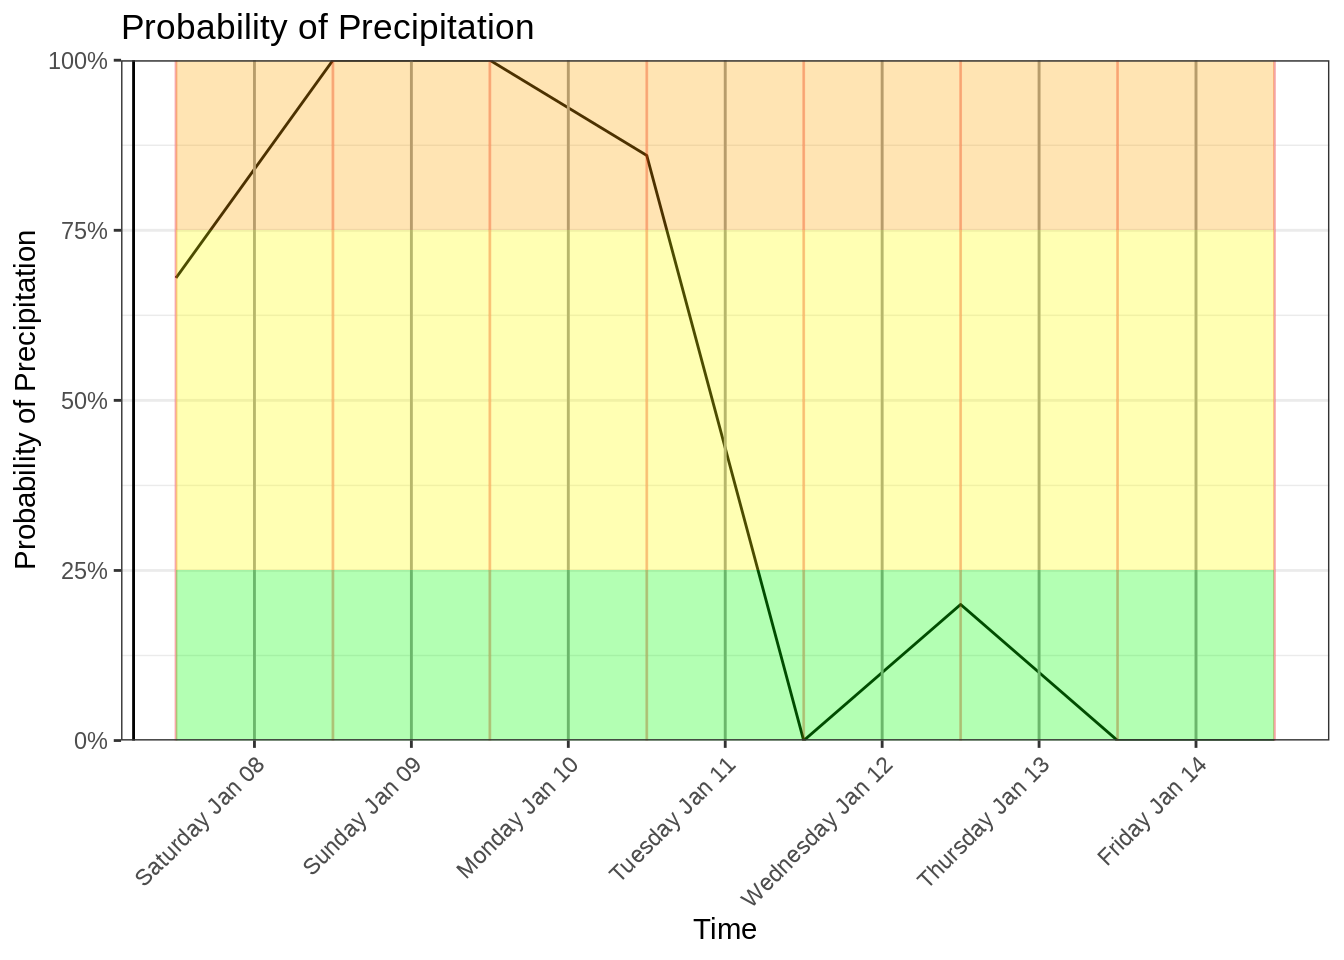 Probability of Precipitation
Probability of Precipitation
100%
75%
50%
25%
0%
Saturday Jan 08
Sunday Jan 09
Monday Jan 10
Tuesday Jan 11
Wednesday Jan 12
Thursday Jan 13
Friday Jan 14
Time